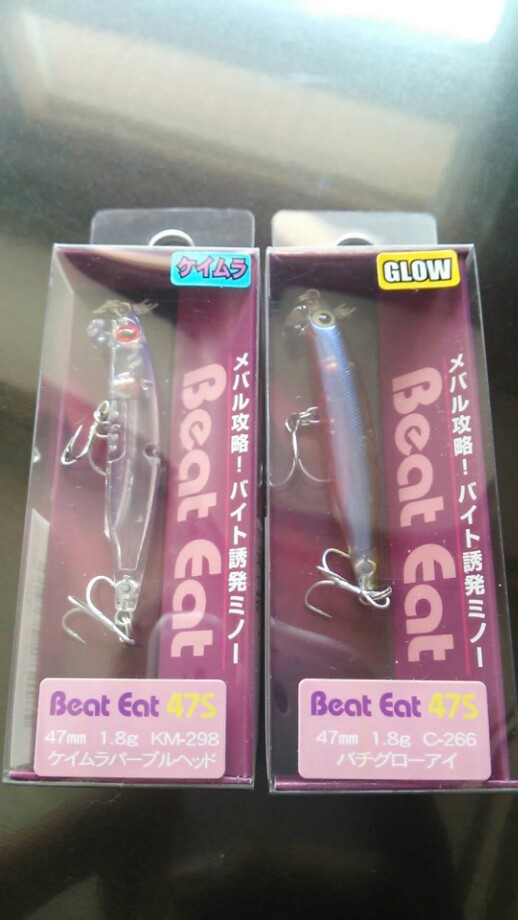 ケイムラ
メバル攻略！バイト誘発ミノー
Beat Eat
Beat Eat 47S
47mm 1.8g KM-298
ケイムラパープルヘッド
GLOW
メバル攻略！バイト誘発ミノー
Beat Eat
Beat Eat 47S
47mm 1.8g C-266
バチグローアイ